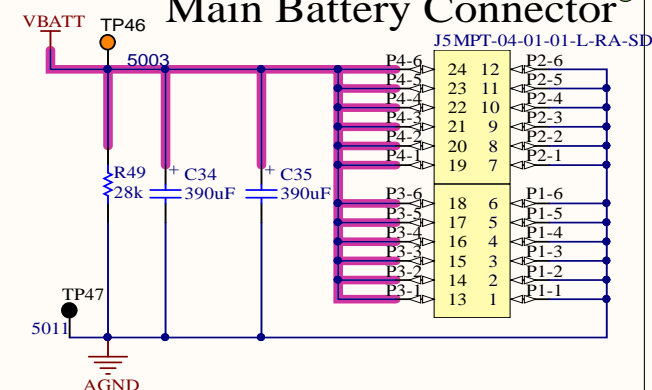 Main Battery Connector
VBATT
TP46
5003
J5 MPT-04-01-01-L-RA-SD
P4-6 24 12 P2-6
P4-5 23 11 P2-5
P4-4 22 10 P2-4
P4-3 21 9 P2-3
P4-2 20 8 P2-2
P4-1 19 7 P2-1
P3-6 18 6 P1-6
P3-5 17 5 P1-5
P3-4 16 4 P1-4
P3-3 15 3 P1-3
P3-2 14 2 P1-2
P3-1 13 1 P1-1
R49
28k
+ C34
390uF
+ C35
390uF
TP47
5011
AGND